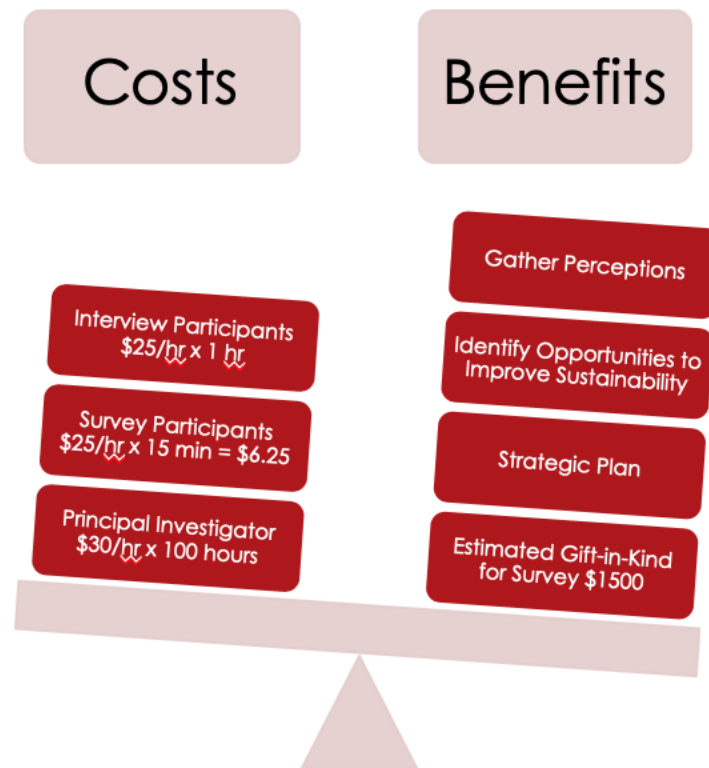 Costs
Benefits
Interview Participants
$25/hr x 1 hr
Survey Participants
$25/hr x 15 min = $6.25
Principal Investigator
$30/hr x 100 hours
Gather Perceptions
Identify Opportunities to
Improve Sustainability
Strategic Plan
Estimated Gift-in-Kind
for Survey $1500